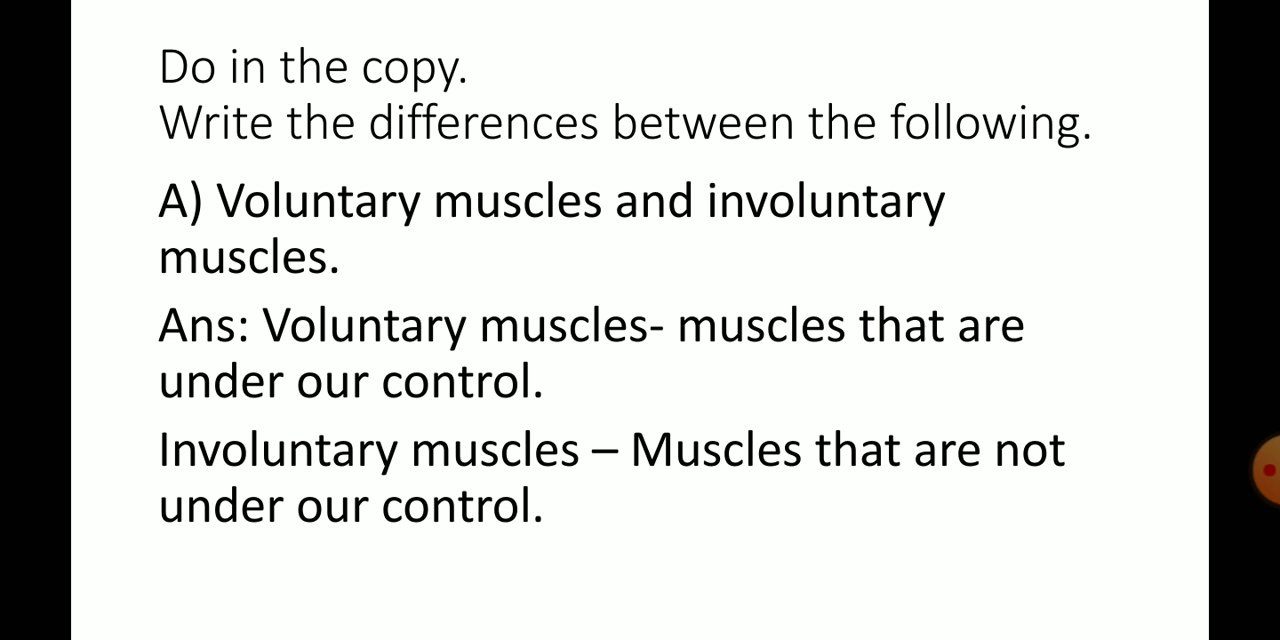 Do in the copy.
Write the differences between the following.
A) Voluntary muscles and involuntary
muscles.
Ans: Voluntary muscles- muscles that are
under our control.
Involuntary muscles – Muscles that are not
under our control.